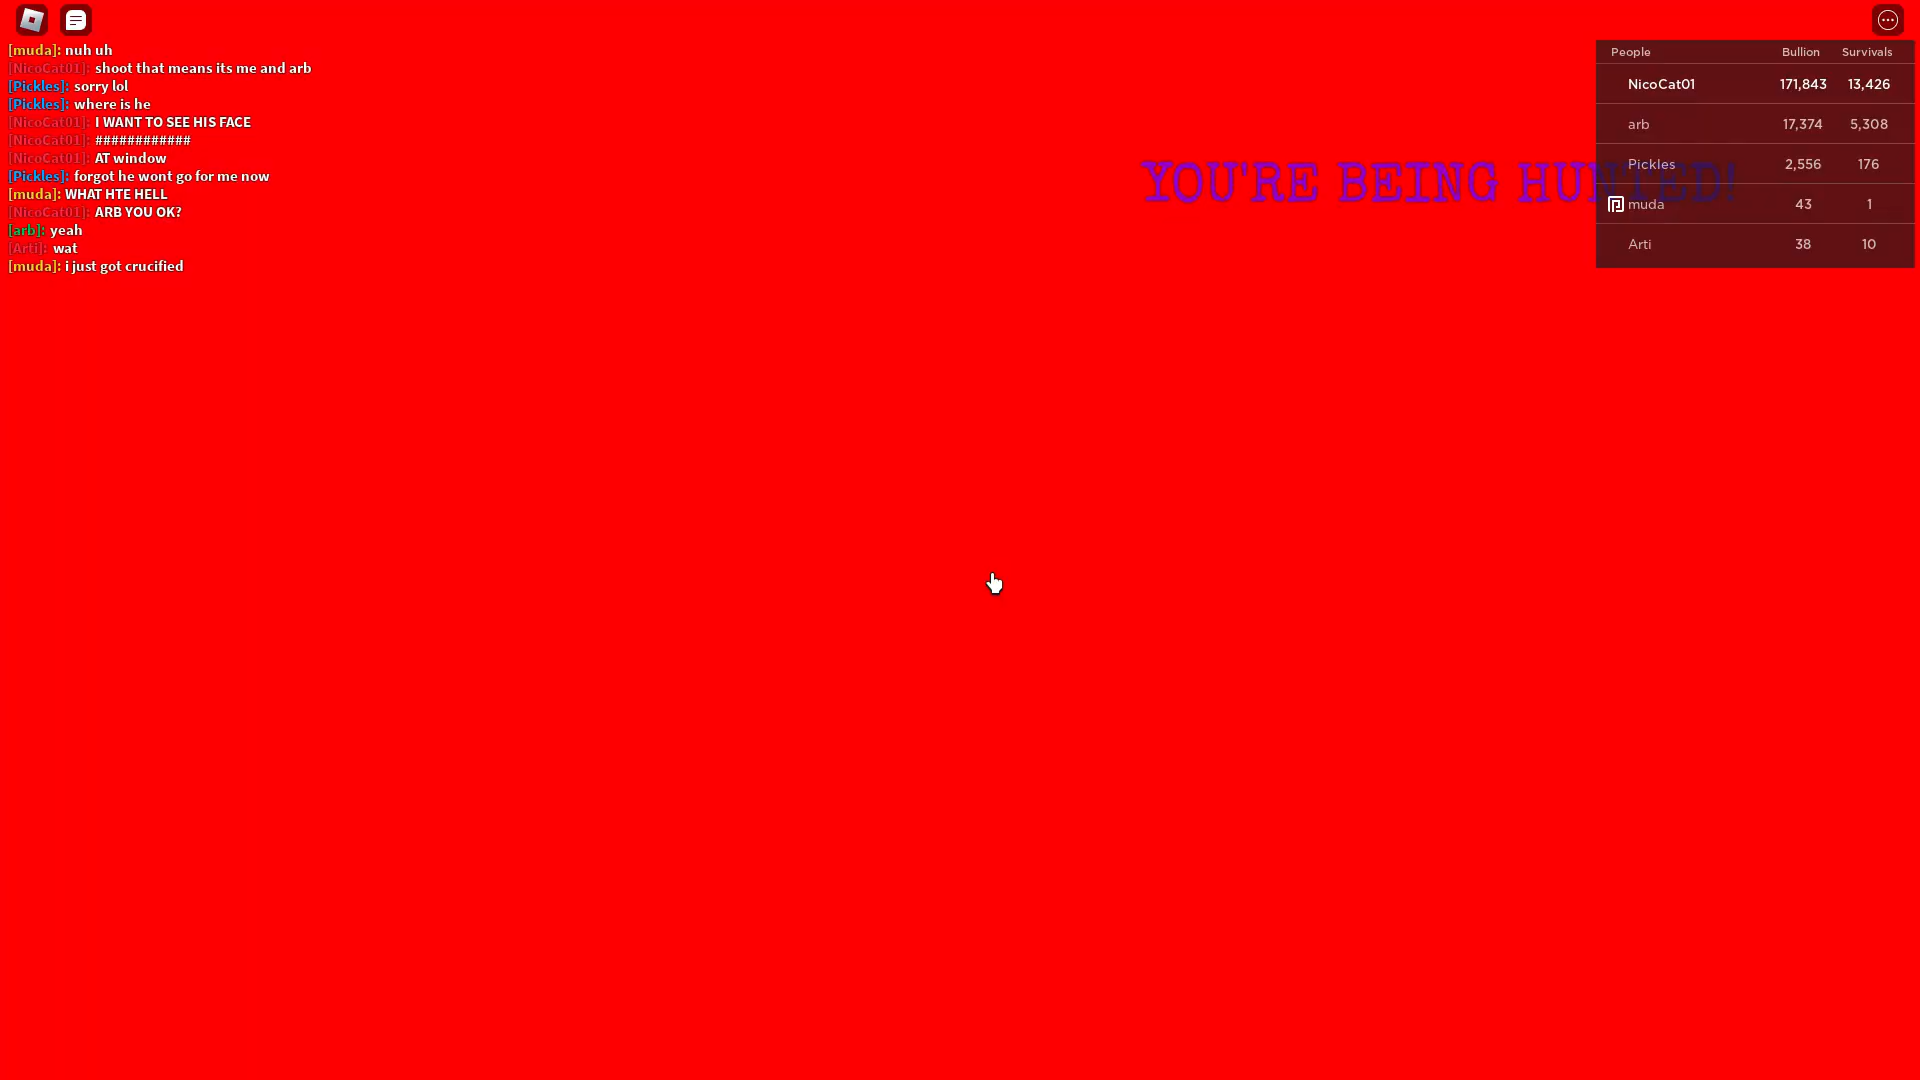 [muda]: nuh uh
[NicoCat01]: shoot that means its me and arb
[Pickles]: sorry lol
[Pickles]: where is he
[NicoCat01]: I WANT TO SEE HIS FACE
[NicoCat01]: ############
[NicoCat01]: AT window
[Pickles]: forgot he wont go for me now
[muda]: WHAT HTE HELL
[NicoCat01]: ARB YOU OK?
[arb]: yeah
[Arti]: wat
[muda]: i just got crucified
YOU'RE BEING HUNTED!
People Bullion Survivals
NicoCat01 171,843 13,426
arb 17,374 5,308
Pickles 2,556 176
muda 43 1
Arti 38 10